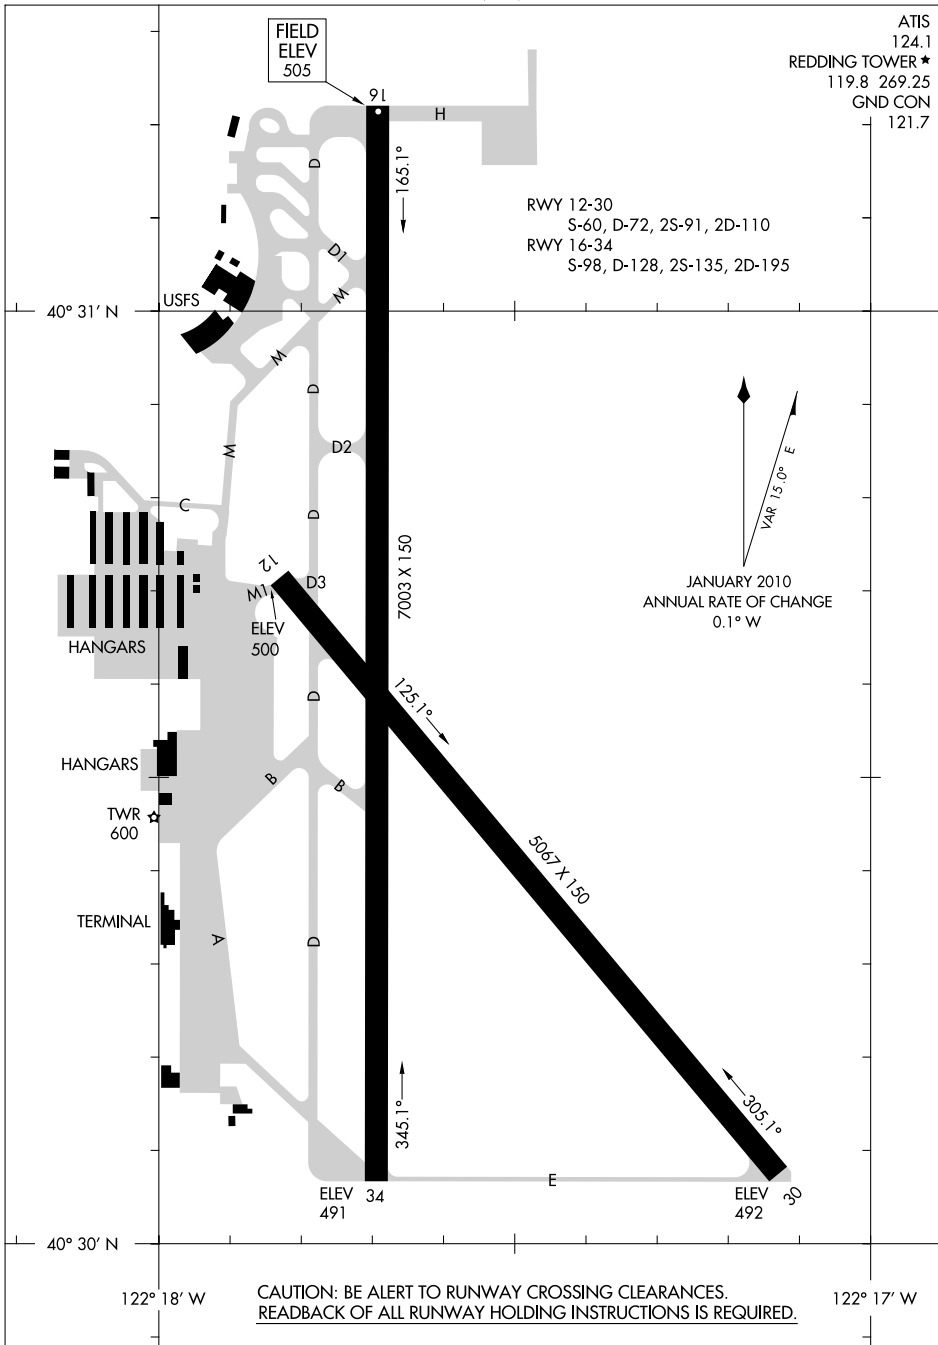 FIELD
ELEV
505
ATIS
124.1
REDDING TOWER ★
119.8 269.25
GND CON
121.7
16
H
D
165.1°
RWY 12-30
S-60, D-72, 2S-91, 2D-110
RWY 16-34
S-98, D-128, 2S-135, 2D-195
D1
M
USFS
40° 31' N
M
D
D2
W
VAR 15.0° E
C
D
7003 X 150
12
D3
W1
JANUARY 2010
ANNUAL RATE OF CHANGE
0.1° W
ELEV
500
HANGARS
D
125.1°
HANGARS
B
B
TWR
600
5067 X 150
TERMINAL
A
D
345.1°
305.1°
E
ELEV
491
34
ELEV
492
30
40° 30' N
122° 18' W
CAUTION: BE ALERT TO RUNWAY CROSSING CLEARANCES.
READBACK OF ALL RUNWAY HOLDING INSTRUCTIONS IS REQUIRED.
122° 17' W